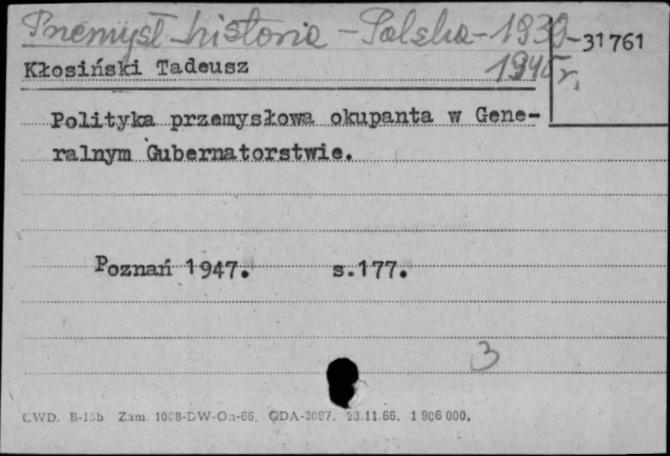 Przemysł - historia - Polska - 1939-
31761
1945 r.
Kłosiński Tadeusz
Polityka przemysłowa okupanta w Gene-
ralnym Gubernatorstwie.
Poznań 1947. s.177.
3
CWD. B-15b Zam. 1008-DW-Oa-66. ODA-3097. 23.11.66. 1 906 000.